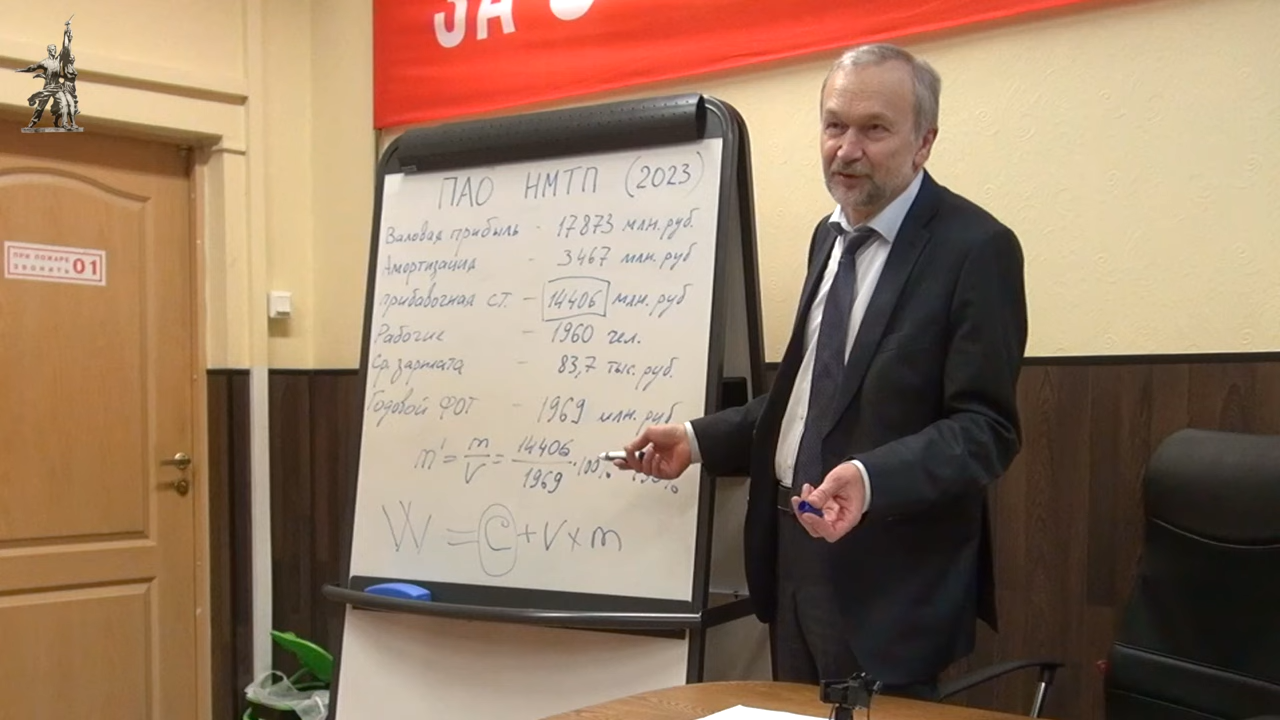 ЗА
ПРИ ПОЖАРЕ
ЗВОНИТЬ 01
ПАО НМТП (2023)
Валовая прибыль - 17873 млн. руб.
Амортизация - 3467 млн. руб
прибавочная ст. - 14406 млн. руб
Рабочие - 1960 чел.
Ср. зарплата - 83,7 тыс. руб.
Годовой ФОТ - 1969 млн. руб
m' = m/v = 14406/1969 · 100%
W = c + v × m